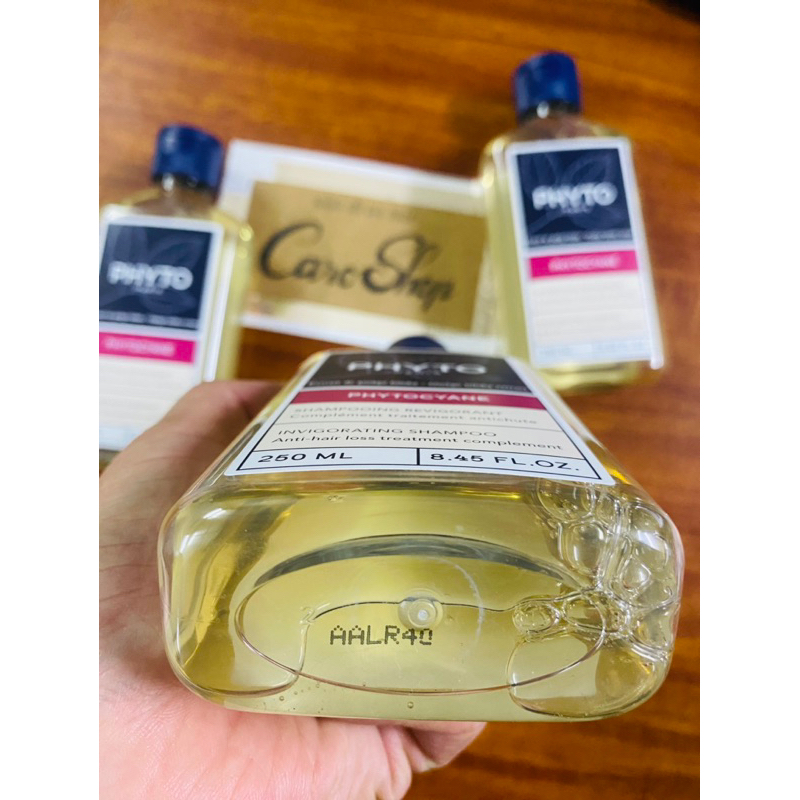 PHYTO
Care Shop
PHYTO
PHYTO
PHYTOCYANE
SHAMPOOING REVIGORANT
Complément traitement antichute
INVIGORATING SHAMPOO
Anti-hair loss treatment complement
250 ML
8.45 FL.OZ.
AALR40